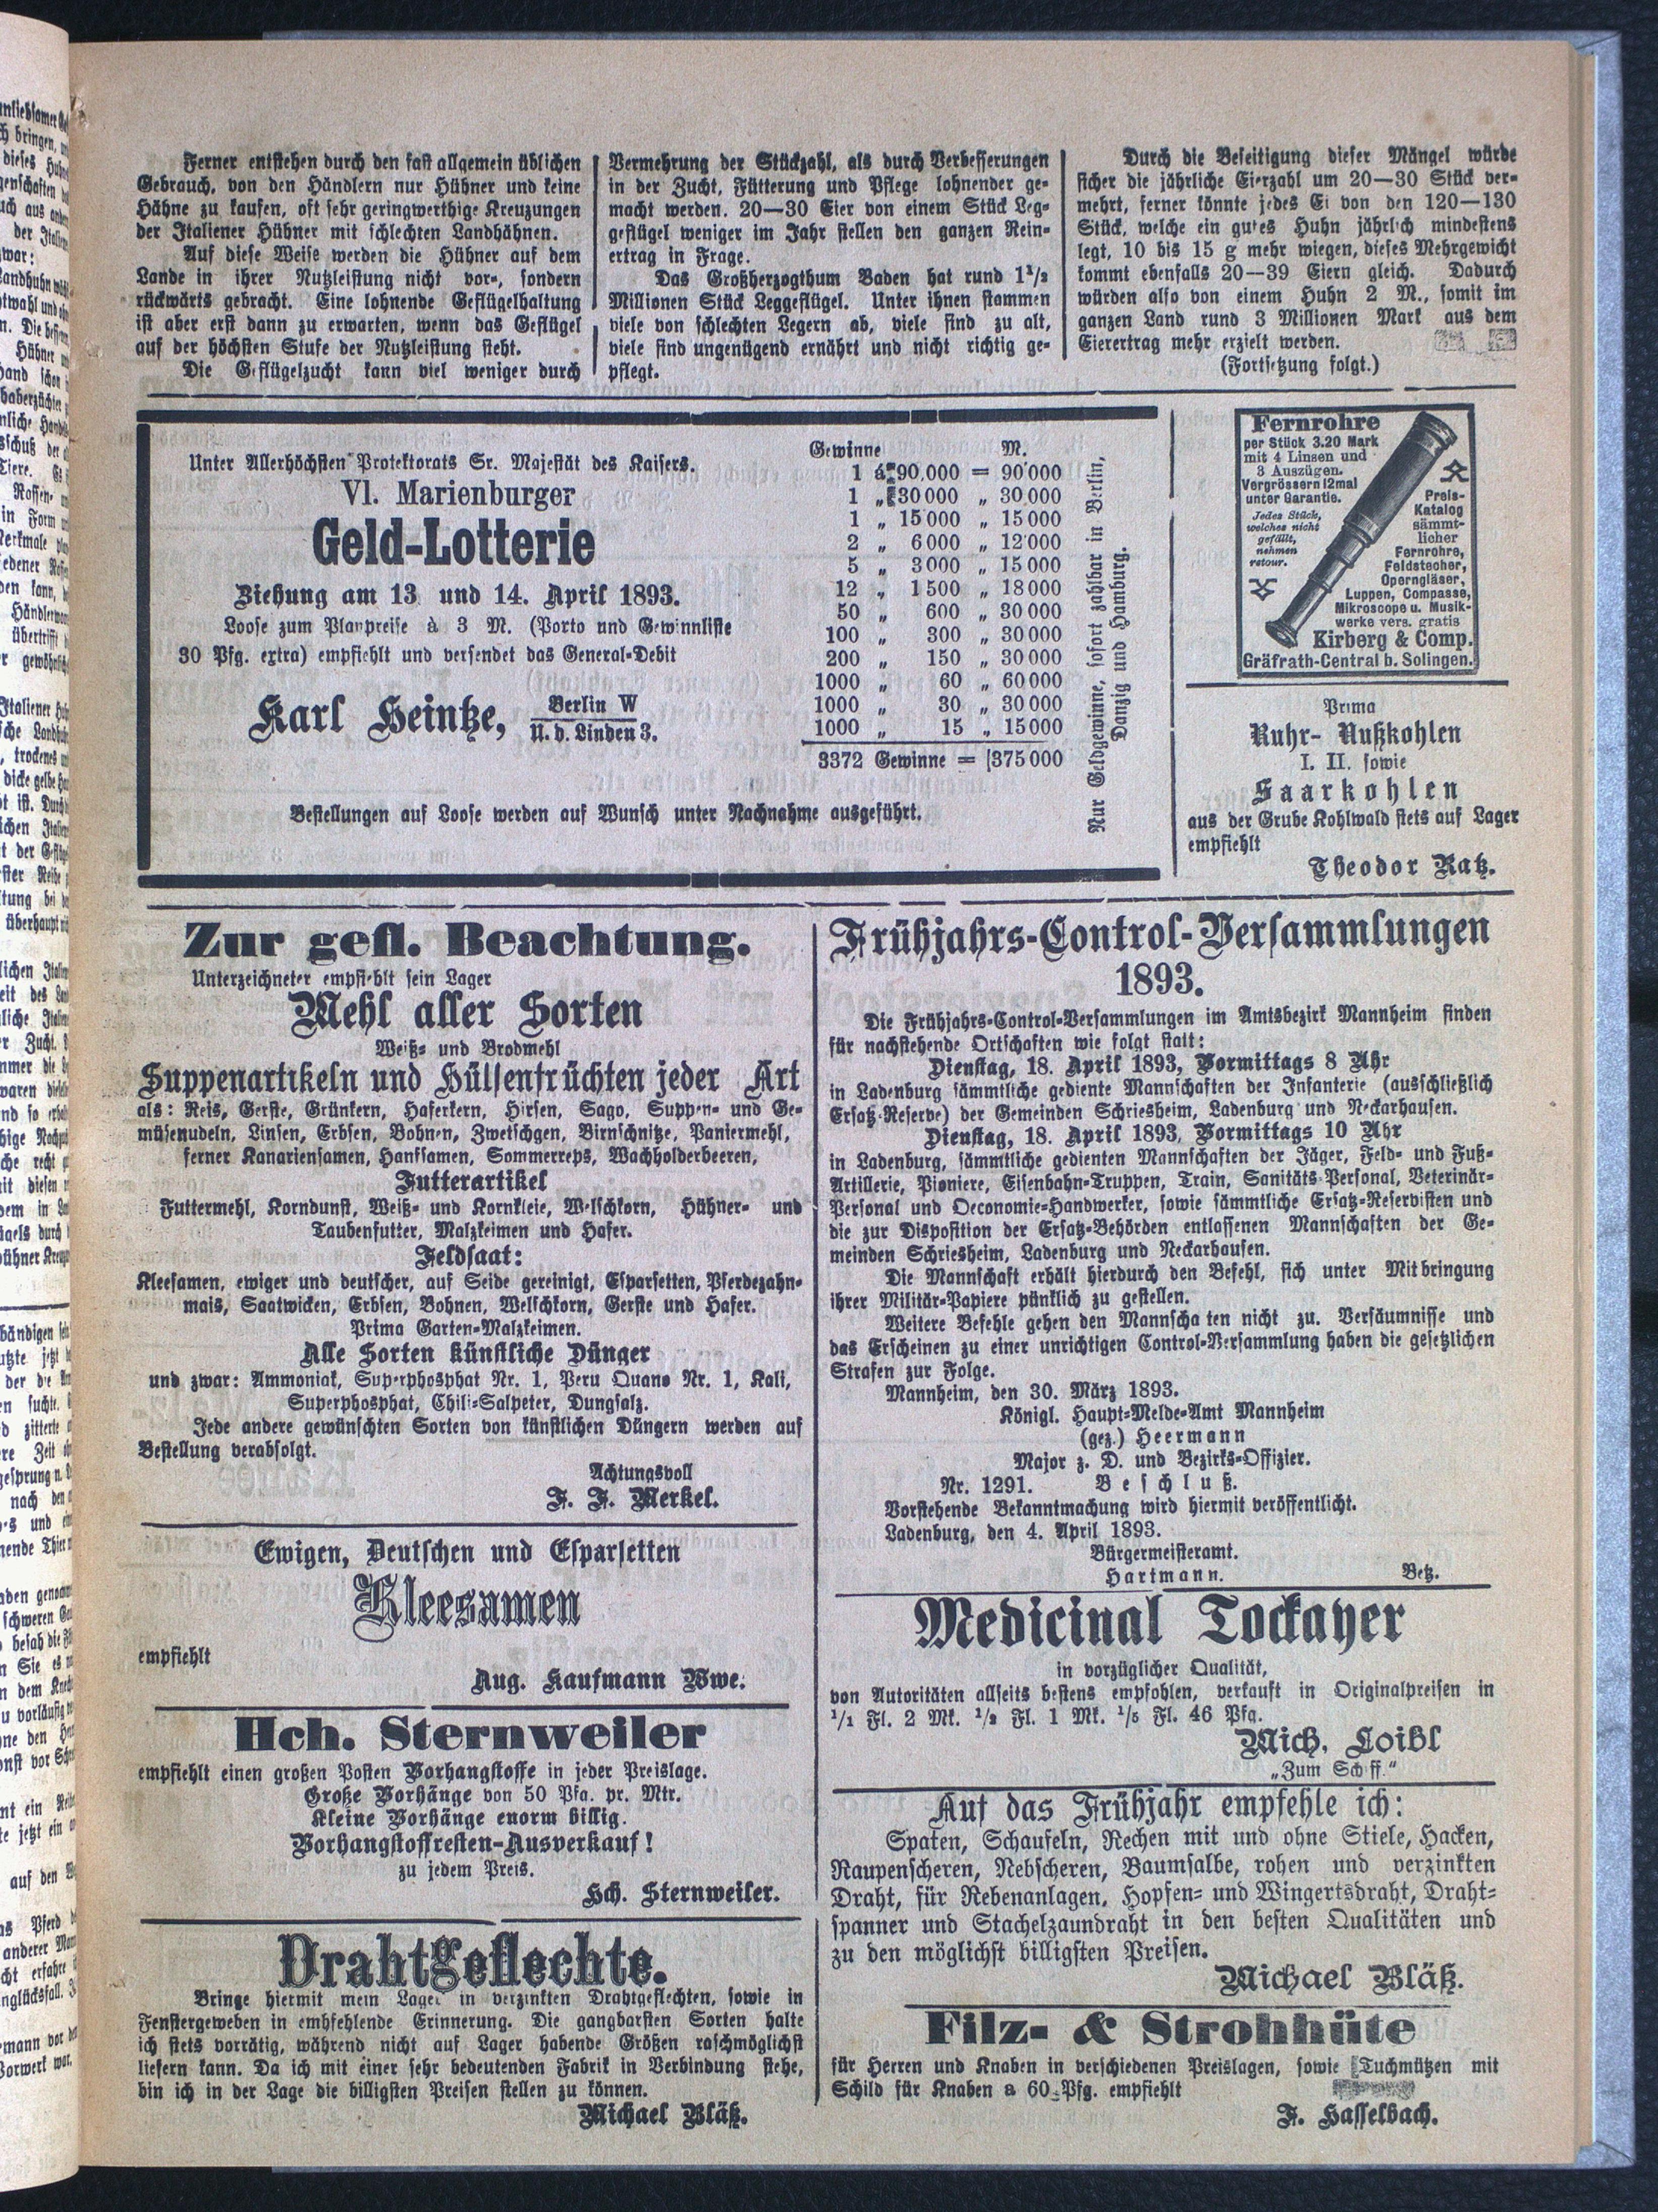 Ferner entstehen durch den fast allgemein üblichen
Gebrauch, von den Händlern nur Hühner und keine
Hähne zu kaufen, oft sehr geringwerthige Kreuzungen
der Italiener Hühner mit schlechten Landhähnen.
Auf diese Weise werden die Hühner auf dem
Lande in ihrer Nutzleistung nicht vor-, sondern
rückwärts gebracht. Eine lohnende Geflügelhaltung
ist aber erst dann zu erwarten, wenn das Geflügel
auf der höchsten Stufe der Nutzleistung steht.
Die Geflügelzucht kann viel weniger durch
Vermehrung der Stückzahl, als durch Verbesserungen
in der Zucht, Fütterung und Pflege lohnender ge-
macht werden. 20—30 Eier von einem Stück Leg-
geflügel weniger im Jahr stellen den ganzen Rein-
ertrag in Frage.
Das Großherzogthum Baden hat rund 1½
Millionen Stück Leggeflügel. Unter ihnen stammen
viele von schlechten Legern ab, viele sind zu alt,
viele sind ungenügend ernährt und nicht richtig ge-
pflegt.
Durch die Beseitigung dieser Mängel würde
sicher die jährliche Eierzahl um 20—30 Stück ver-
mehrt, ferner könnte jedes Ei von den 120—130
Stück, welche ein gutes Huhn jährlich mindestens
legt, 10 bis 15 g mehr wiegen, dieses Mehrgewicht
kommt ebenfalls 20—39 Eiern gleich. Dadurch
würden also von einem Huhn 2 M., somit im
ganzen Land rund 3 Millionen Mark aus dem
Eierertrag mehr erzielt werden.
(Fortsetzung folgt.)
Unter Allerhöchsten Protektorats Sr. Majestät des Kaisers.
VI. Marienburger
Geld-Lotterie
Ziehung am 13 und 14. April 1893.
Loose zum Planpreise à 3 M. (Porto und Gewinnliste
30 Pfg. extra) empfiehlt und versendet das General-Debit
Karl Heintze, Berlin W
U. d. Linden 3.
Gewinne M.
1 á 90,000 = 90'000
1 „ 30000 „ 30,000
1 „ 15000 „ 15000
2 „ 6000 „ 12'000
5 „ 3000 „ 15000
12 „ 1500 „ 18000
50 „ 600 „ 30000
100 „ 300 „ 30000
200 „ 150 „ 30000
1000 „ 60 „ 60000
1000 „ 30 „ 30000
1000 „ 15 „ 15000
3372 Gewinne = 375000
Nur Geldgewinne, sofort zahlbar in Berlin,
Danzig und Hamburg.
Bestellungen auf Loose werden auf Wunsch unter Nachnahme ausgeführt.
Fernrohre
per Stück 3.20 Mark
mit 4 Linsen und
3 Auszügen.
Vergrössern 12mal
unter Garantie.
Jedes Stück,
welches nicht
gefällt,
nehmen
retour.
Preis-
Katalog
sämmt-
licher
Fernrohre,
Feldstecher,
Operngläser,
Luppen, Compasse,
Mikroscope u. Musik-
werke vers. gratis
Kirberg & Comp.
Gräfrath-Central b. Solingen.
Prima
Ruhr- Nußkohlen
I. II. sowie
Saarkohlen
aus der Grube Kohlwald stets auf Lager
empfiehlt
Theodor Katz.
Zur gefl. Beachtung.
Unterzeichneter empfiehlt sein Lager
Mehl aller Sorten
Weiß- und Brodmehl
Suppenartikeln und Hülsenfrüchten jeder Art
als: Reis, Gerste, Grünkern, Haferkern, Hirsen, Sago, Suppen- und Ge-
müsenudeln, Linsen, Erbsen, Bohnen, Zwetschgen, Birnschnitze, Paniermehl,
ferner Kanariensamen, Hanfsamen, Sommerreps, Wachholderbeeren,
Futterartikel
Futtermehl, Korndunst, Weiß- und Kornkleie, Welschkorn, Hühner- und
Taubenfutter, Malzkeimen und Hafer.
Feldsaat:
Kleesamen, ewiger und deutscher, auf Seide gereinigt, Esparsetten, Pferdezahn-
mais, Saatwicken, Erbsen, Bohnen, Welschkorn, Gerste und Hafer.
Prima Garten-Malzkeimen.
Alle Sorten künstliche Dünger
und zwar: Ammoniak, Superphosphat Nr. 1, Peru Quano Nr. 1, Kali,
Superphosphat, Chili-Salpeter, Dungsalz.
Jede andere gewünschten Sorten von künstlichen Düngern werden auf
Bestellung verabfolgt.
Achtungsvoll
J. F. Merkel.
Ewigen, Deutschen und Esparsetten
Kleesamen
empfiehlt
Aug. Kaufmann Wwe.
Hch. Sternweiler
empfiehlt einen großen Posten Vorhangstoffe in jeder Preislage.
Große Vorhänge von 50 Pfg. pr. Mtr.
Kleine Vorhänge enorm billig.
Vorhangstoffresten-Ausverkauf!
zu jedem Preis.
Hch. Sternweiler.
Drahtgeflechte.
Bringe hiermit mein Lager in verzinkten Drahtgeflechten, sowie in
Fenstergeweben in embfehlende Erinnerung. Die gangbarsten Sorten halte
ich stets vorrätig, während nicht auf Lager habende Größen raschmöglichst
liefern kann. Da ich mit einer sehr bedeutenden Fabrik in Verbindung stehe,
bin ich in der Lage die billigsten Preisen stellen zu können.
Michael Bläß.
Frühjahrs-Control-Versammlungen
1893.
Die Frühjahrs-Control-Versammlungen im Amtsbezirk Mannheim finden
für nachstehende Ortschaften wie folgt statt:
Dienstag, 18. April 1893, Vormittags 8 Uhr
in Ladenburg sämmtliche gediente Mannschaften der Infanterie (ausschließlich
Ersatz-Reserve) der Gemeinden Schriesheim, Ladenburg und Neckarhausen.
Dienstag, 18. April 1893, Vormittags 10 Uhr
in Ladenburg, sämmtliche gedienten Mannschaften der Jäger, Feld- und Fuß-
Artillerie, Pioniere, Eisenbahn-Truppen, Train, Sanitäts-Personal, Veterinär-
Personal und Oeconomie-Handwerker, sowie sämmtliche Ersatz-Reservisten und
die zur Disposition der Ersatz-Behörden entlassenen Mannschaften der Ge-
meinden Schriesheim, Ladenburg und Neckarhausen.
Die Mannschaft erhält hierdurch den Befehl, sich unter Mitbringung
ihrer Militär-Papiere pünklich zu gestellen.
Weitere Befehle gehen den Mannscha ten nicht zu. Versäumnisse und
das Erscheinen zu einer unrichtigen Control-Versammlung haben die gesetzlichen
Strafen zur Folge.
Mannheim, den 30. März 1893.
Königl. Haupt-Melde-Amt Mannheim
(gez.) Heermann
Major z. D. und Bezirks-Offizier.
Nr. 1291. Beschluß.
Vorstehende Bekanntmachung wird hiermit veröffentlicht.
Ladenburg, den 4. April 1893.
Bürgermeisteramt.
Hartmann. Betz.
Medicinal Tockayer
in vorzüglicher Qualität,
von Autoritäten allseits bestens empfohlen, verkauft in Originalpreisen in
1/1 Fl. 2 Mk. 1/2 Fl. 1 Mk. 1/5 Fl. 46 Pfg.
Mich. Loibl
„Zum Schiff.“
Auf das Frühjahr empfehle ich:
Spaten, Schaufeln, Rechen mit und ohne Stiele, Hacken,
Raupenscheren, Rebscheren, Baumsalbe, rohen und verzinkten
Draht, für Rebenanlagen, Hopfen- und Wingertsdraht, Draht-
spanner und Stachelzaundraht in den besten Qualitäten und
zu den möglichst billigsten Preisen.
Michael Bläß.
Filz- & Strohhüte
für Herren und Knaben in verschiedenen Preislagen, sowie Tuchmützen mit
Schild für Knaben a 60 Pfg. empfiehlt
F. Hasselbach.